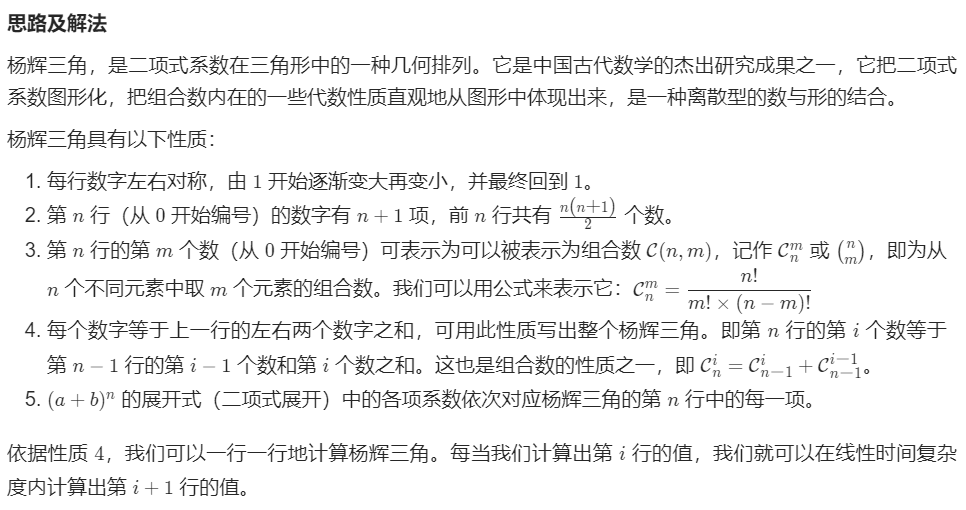 思路及解法
杨辉三角，是二项式系数在三角形中的一种几何排列。它是中国古代数学的杰出研究成果之一，它把二项式
系数图形化，把组合数内在的一些代数性质直观地从图形中体现出来，是一种离散型的数与形的结合。
杨辉三角具有以下性质：
1. 每行数字左右对称，由 1 开始逐渐变大再变小，并最终回到 1。
2. 第 n 行（从 0 开始编号）的数字有 n + 1 项，前 n 行共有 $\frac{n(n+1)}{2}$ 个数。
3. 第 n 行的第 m 个数（从 0 开始编号）可表示为可以被表示为组合数 $\mathcal{C}(n, m)$，记作 $\mathcal{C}_n^m$ 或 $\binom{n}{m}$，即为从
n 个不同元素中取 m 个元素的组合数。我们可以用公式来表示它：$\mathcal{C}_n^m = \dfrac{n!}{m! \times (n-m)!}$
4. 每个数字等于上一行的左右两个数字之和，可用此性质写出整个杨辉三角。即第 n 行的第 i 个数等于
第 n − 1 行的第 i − 1 个数和第 i 个数之和。这也是组合数的性质之一，即 $\mathcal{C}_n^i = \mathcal{C}_{n-1}^i + \mathcal{C}_{n-1}^{i-1}$。
5. $(a + b)^n$ 的展开式（二项式展开）中的各项系数依次对应杨辉三角的第 n 行中的每一项。
依据性质 4，我们可以一行一行地计算杨辉三角。每当我们计算出第 i 行的值，我们就可以在线性时间复杂
度内计算出第 i + 1 行的值。